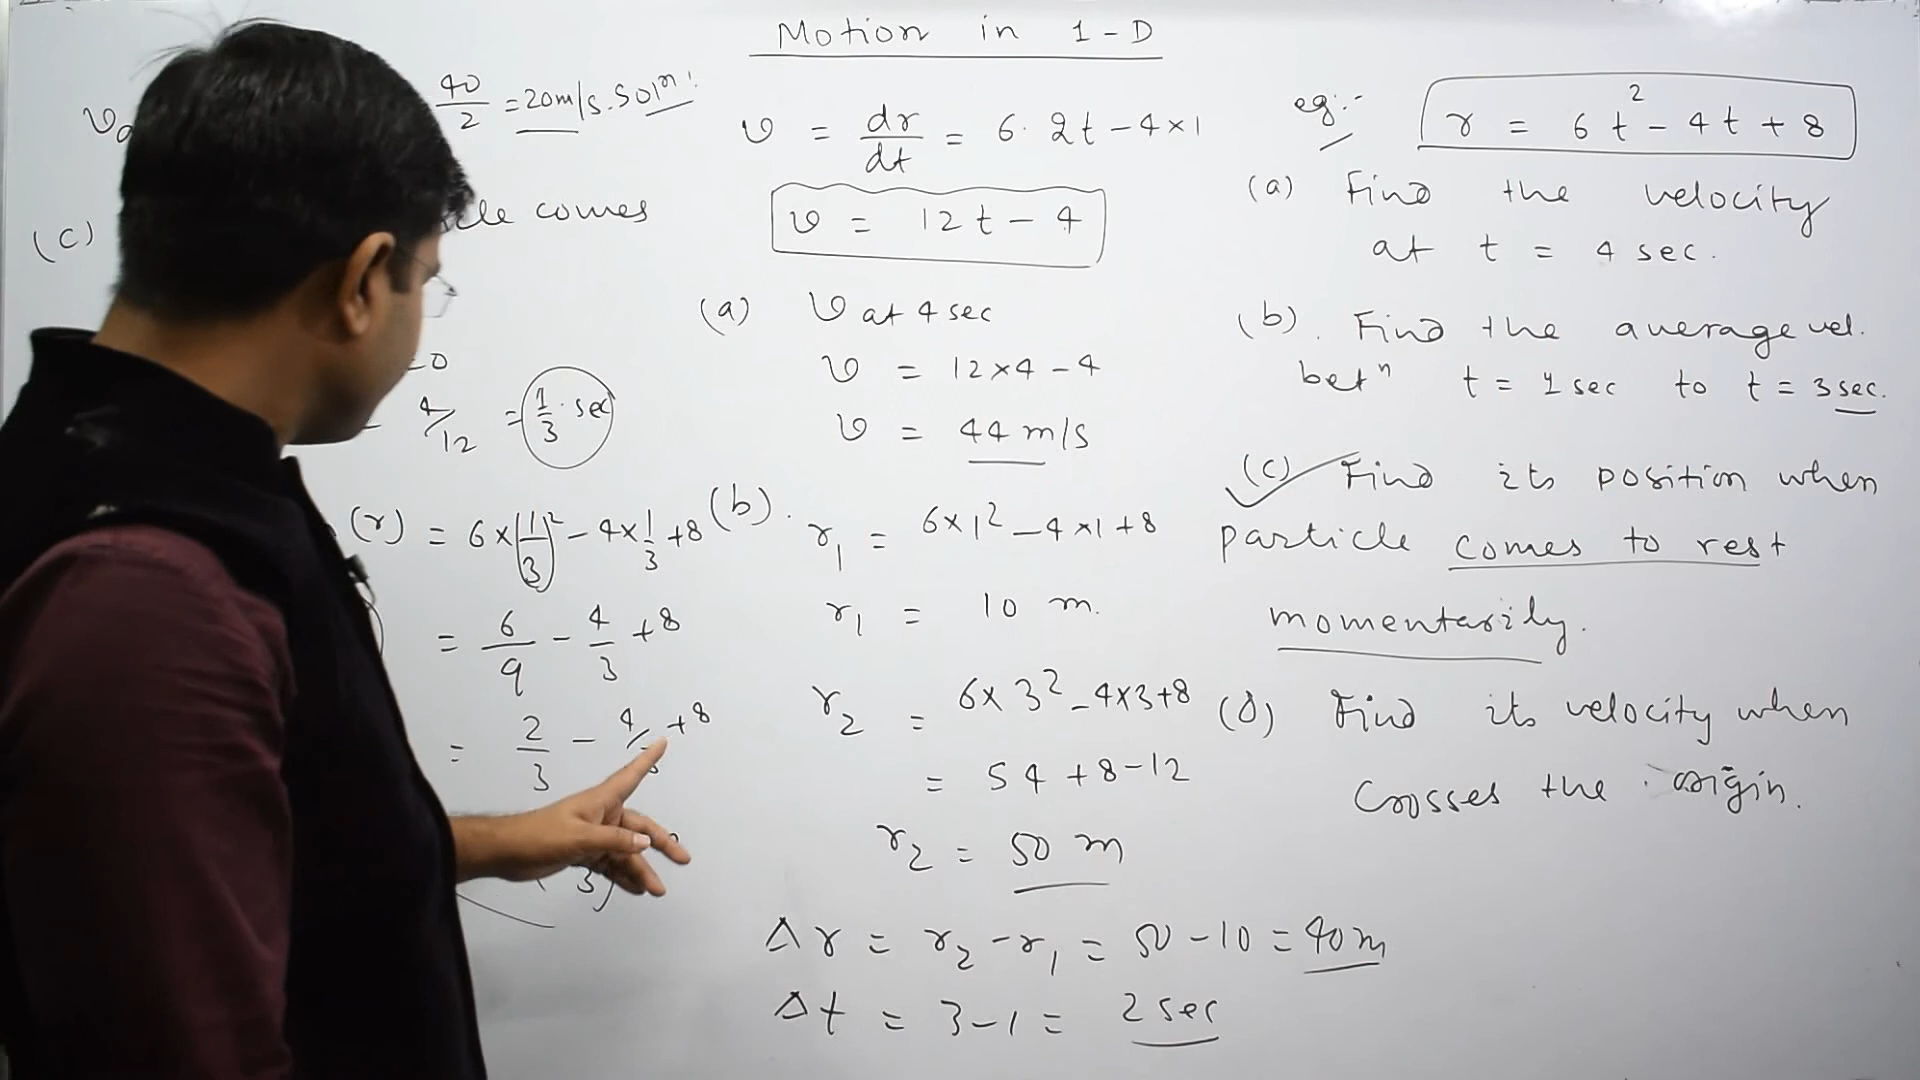 Motion in 1-D
40/2 = 20m/s. Solⁿ!
(c) comes
4/12 = 1/3 sec
(r) = 6×(1/3)² - 4×1/3 + 8
= 6/9 - 4/3 + 8
= 2/3 - 4/3 + 8
v = dr/dt = 6·2t - 4×1
v = 12t - 4
(a) v at 4 sec
v = 12×4 - 4
v = 44 m/s
(b). r₁ = 6×1² - 4×1 + 8
r₁ = 10 m.
r₂ = 6×3² - 4×3 + 8
= 54 + 8 - 12
r₂ = 50 m
Δr = r₂ - r₁ = 50 - 10 = 40m
Δt = 3 - 1 = 2 sec
eg:- r = 6t² - 4t + 8
(a) Find the velocity
at t = 4 sec.
(b). Find the average vel.
betⁿ t = 1 sec to t = 3 sec.
(c) Find its position when
particle comes to rest
momentarily.
(d) Find its velocity when
crosses the origin.